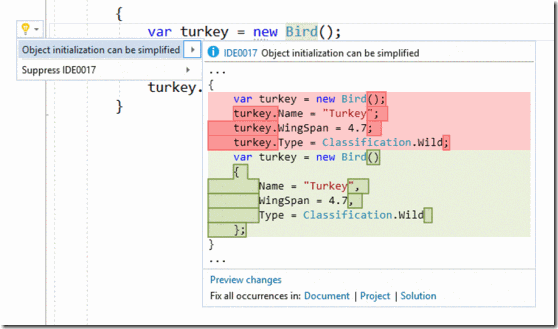 {
var turkey = new Bird();
Object initialization can be simplified
Suppress IDE0017
turkey.
}
IDE0017 Object initialization can be simplified
...
{
var turkey = new Bird();
turkey.Name = "Turkey";
turkey.WingSpan = 4.7;
turkey.Type = Classification.Wild;
var turkey = new Bird()
{
Name = "Turkey",
WingSpan = 4.7,
Type = Classification.Wild
};
}
...
Preview changes
Fix all occurrences in: Document | Project | Solution